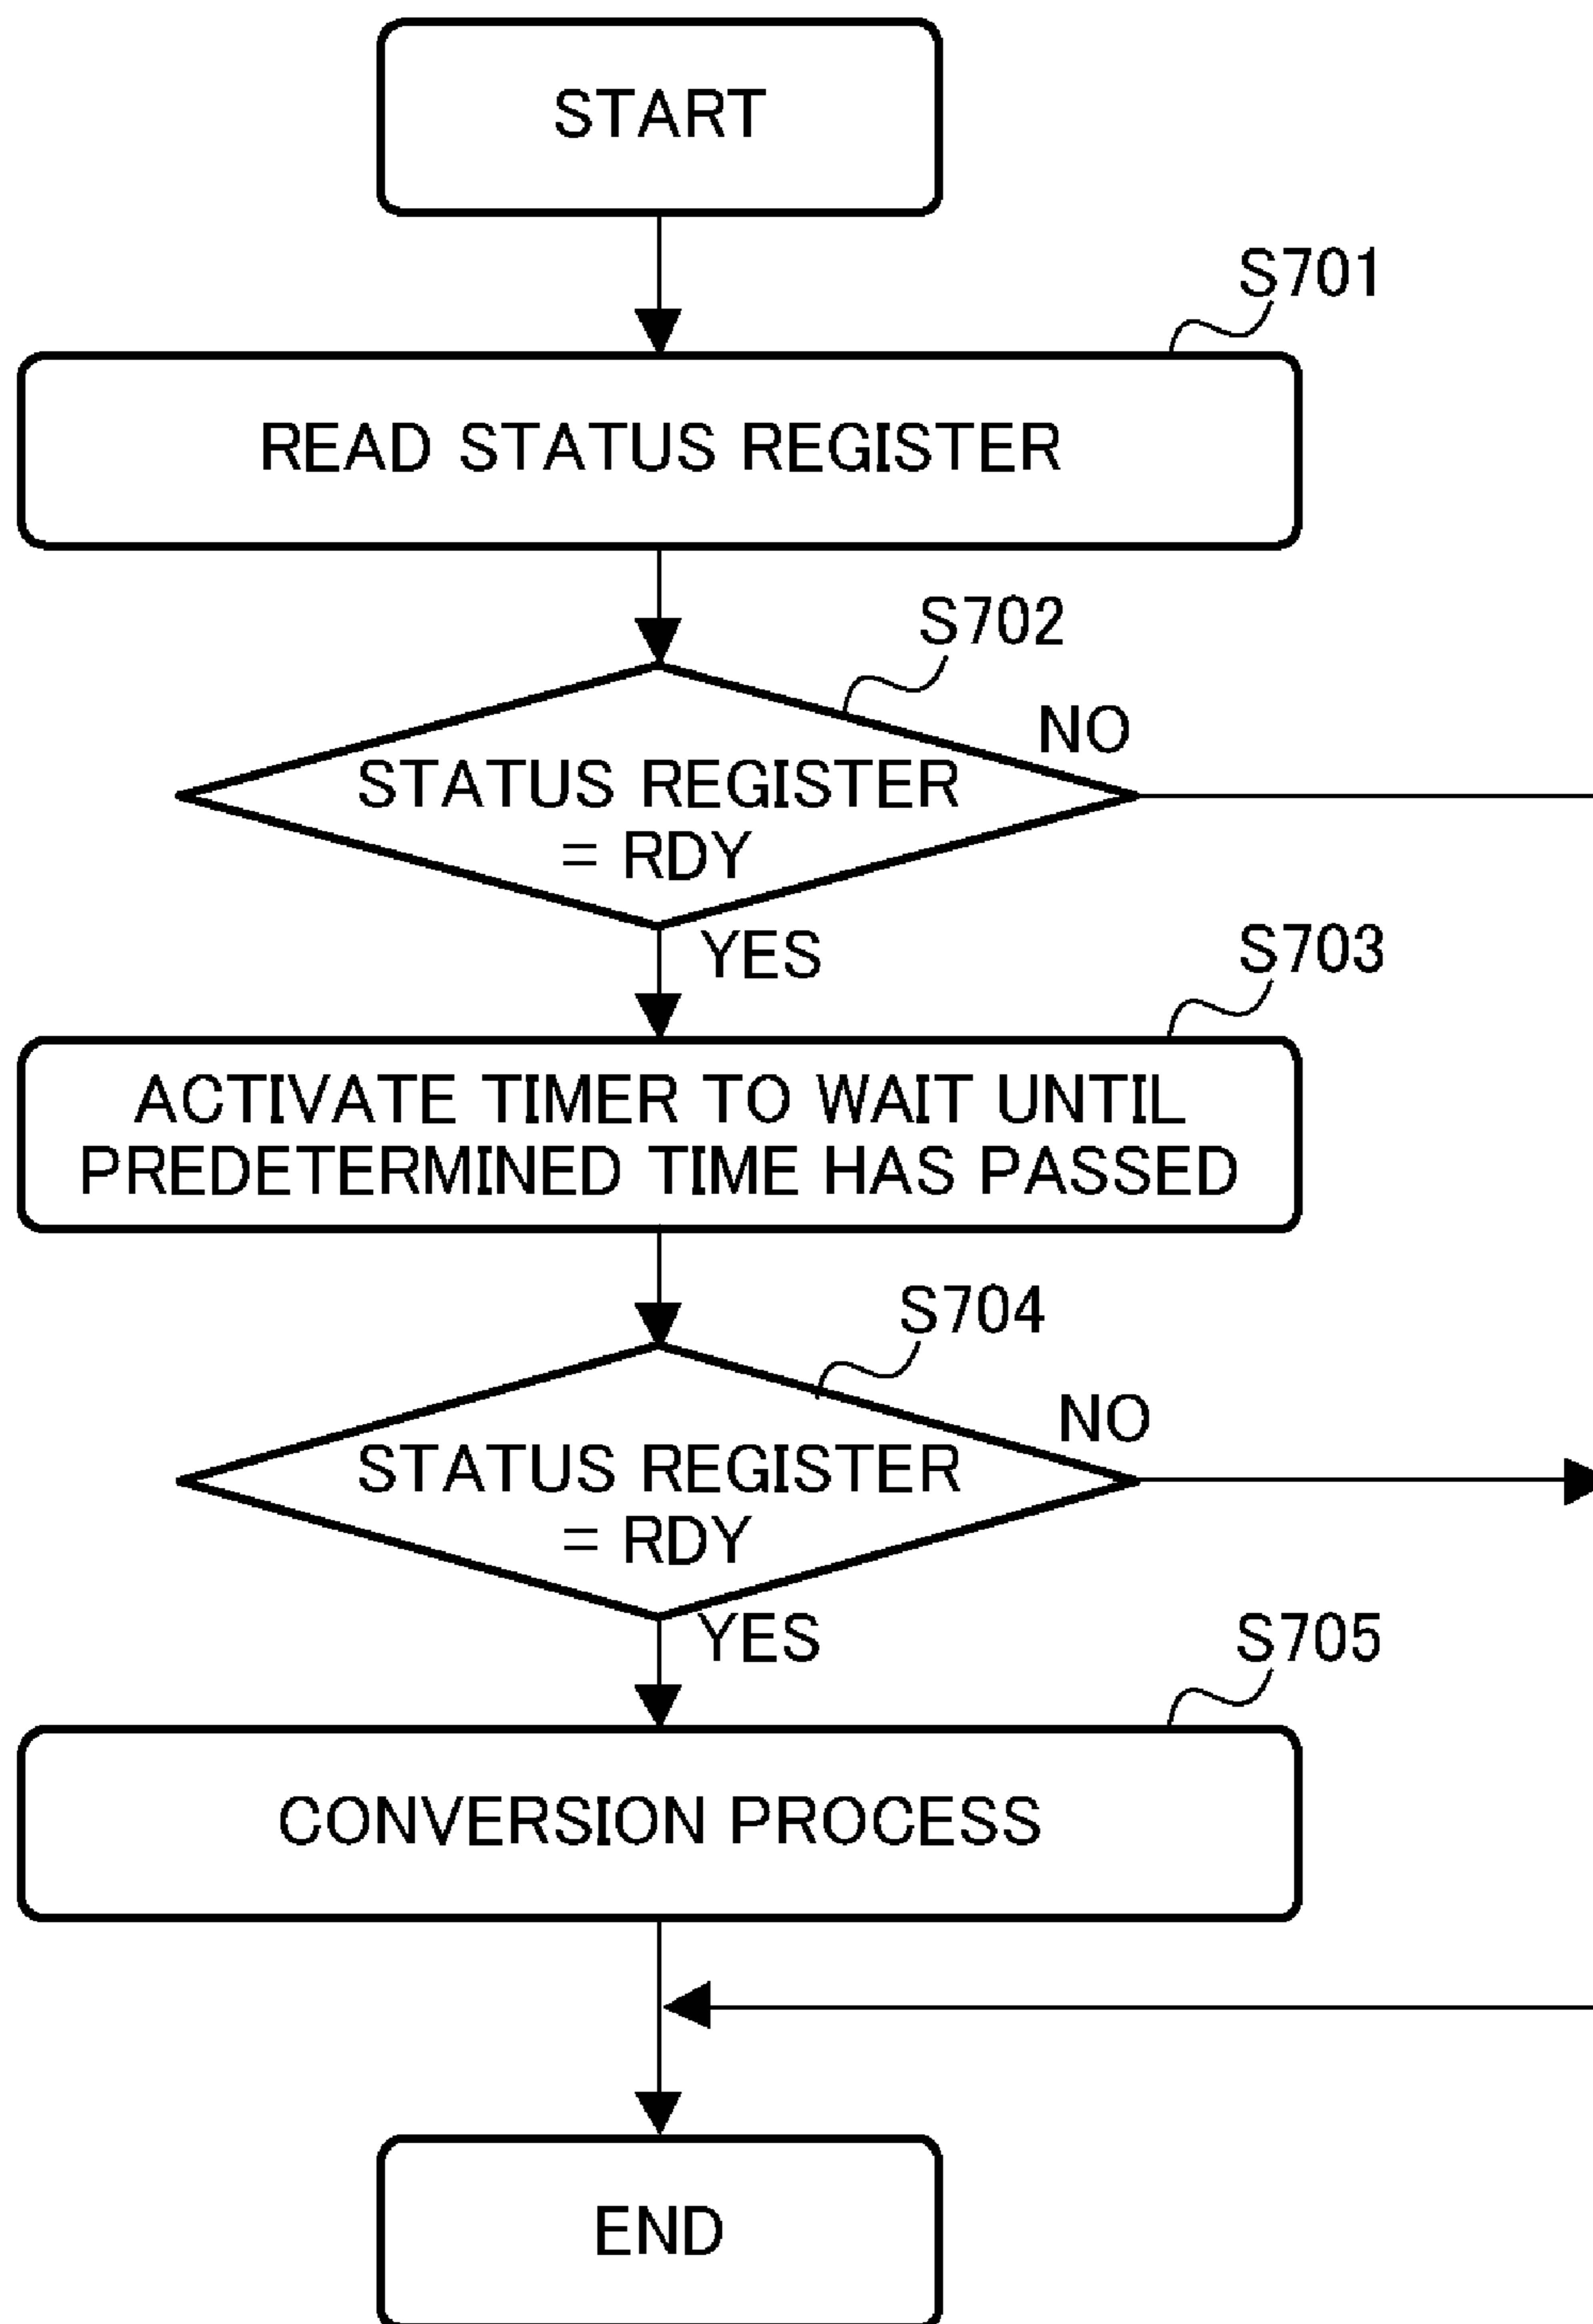 START
S701
READ STATUS REGISTER
S702
NO
STATUS REGISTER
= RDY
YES
S703
ACTIVATE TIMER TO WAIT UNTIL
PREDETERMINED TIME HAS PASSED
S704
NO
STATUS REGISTER
= RDY
YES
S705
CONVERSION PROCESS
END